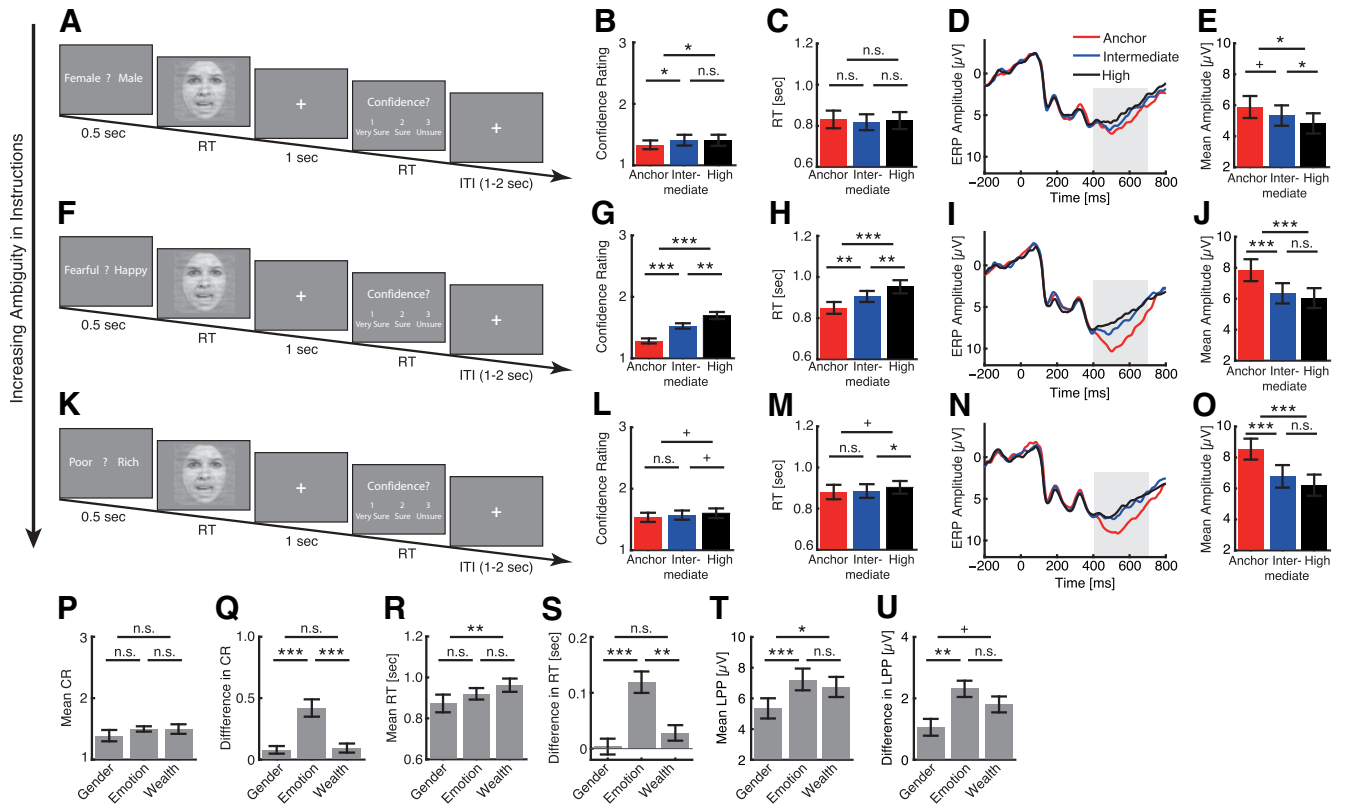 Increasing Ambiguity in Instructions
A
Female ? Male
0.5 sec
RT
+
1 sec
Confidence?
1 2 3
Very Sure Sure Unsure
RT
+
ITI (1-2 sec)
B
Confidence Rating
3
2
1
*
* n.s.
Anchor Inter- High
mediate
C
RT [sec]
1.2
1.0
0.8
0.6
n.s.
n.s. n.s.
Anchor Inter- High
mediate
D
ERP Amplitude [µV]
0
5
10
Anchor
Intermediate
High
-200 0 200 400 600 800
Time [ms]
E
Mean Amplitude [µV]
10
8
6
4
2
*
+ *
Anchor Inter- High
mediate
F
Fearful ? Happy
0.5 sec
RT
+
1 sec
Confidence?
1 2 3
Very Sure Sure Unsure
RT
+
ITI (1-2 sec)
G
Confidence Rating
3
2
1
***
*** **
Anchor Inter- High
mediate
H
RT [sec]
1.2
1.0
0.8
0.6
***
** **
Anchor Inter- High
mediate
I
ERP Amplitude [µV]
0
5
10
-200 0 200 400 600 800
Time [ms]
J
Mean Amplitude [µV]
10
8
6
4
2
***
*** n.s.
Anchor Inter- High
mediate
K
Poor ? Rich
0.5 sec
RT
+
1 sec
Confidence?
1 2 3
Very Sure Sure Unsure
RT
+
ITI (1-2 sec)
L
Confidence Rating
3
2
1
+
n.s. +
Anchor Inter- High
mediate
M
RT [sec]
1.2
1.0
0.8
0.6
+
n.s. *
Anchor Inter- High
mediate
N
ERP Amplitude [µV]
0
5
10
-200 0 200 400 600 800
Time [ms]
O
Mean Amplitude [µV]
10
8
6
4
2
***
*** n.s.
Anchor Inter- High
mediate
P
Mean CR
3
2
1
n.s.
n.s. n.s.
Gender Emotion Wealth
Q
Difference in CR
1.0
0.5
0
n.s.
*** ***
Gender Emotion Wealth
R
Mean RT [sec]
1.2
1.0
0.8
0.6
**
n.s. n.s.
Gender Emotion Wealth
S
Difference in RT [sec]
0.2
0.1
0
n.s.
*** **
Gender Emotion Wealth
T
Mean LPP [µV]
10
8
6
4
2
*
*** n.s.
Gender Emotion Wealth
U
Difference in LPP [µV]
4
2
0
+
** n.s.
Gender Emotion Wealth